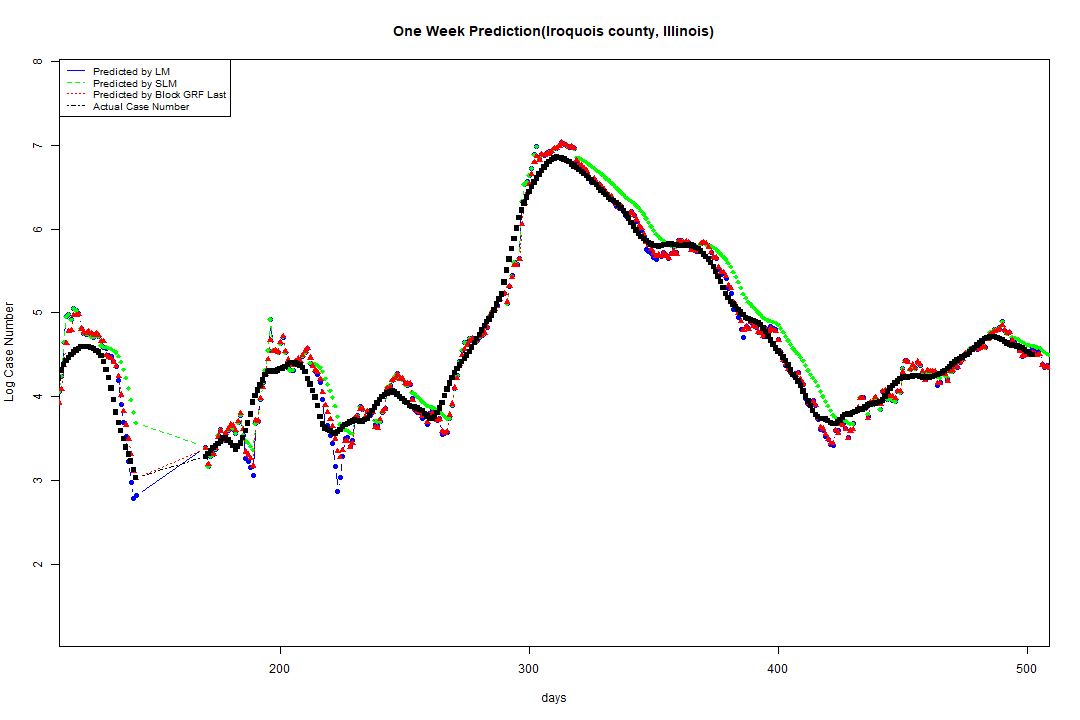 One Week Prediction(Iroquois county, Illinois)
Predicted by LM
Predicted by SLM
Predicted by Block GRF Last
Actual Case Number
Log Case Number
8
7
6
5
4
3
2
200 300 400 500
days